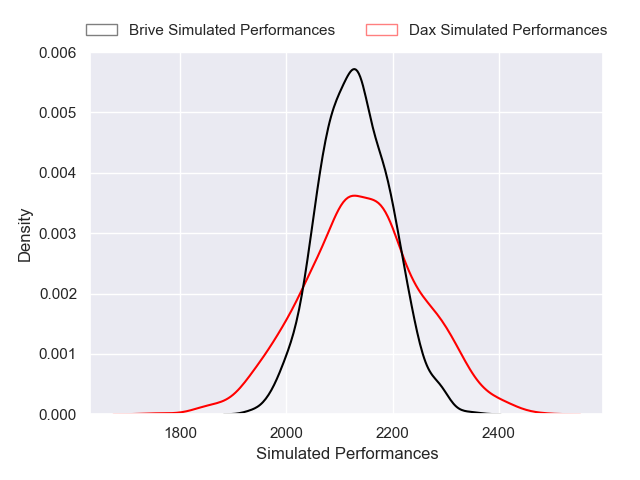 Brive Simulated Performances Dax Simulated Performances
0.006
0.005
0.004
0.003
0.002
0.001
0.000
Density
1800 2000 2200 2400
Simulated Performances